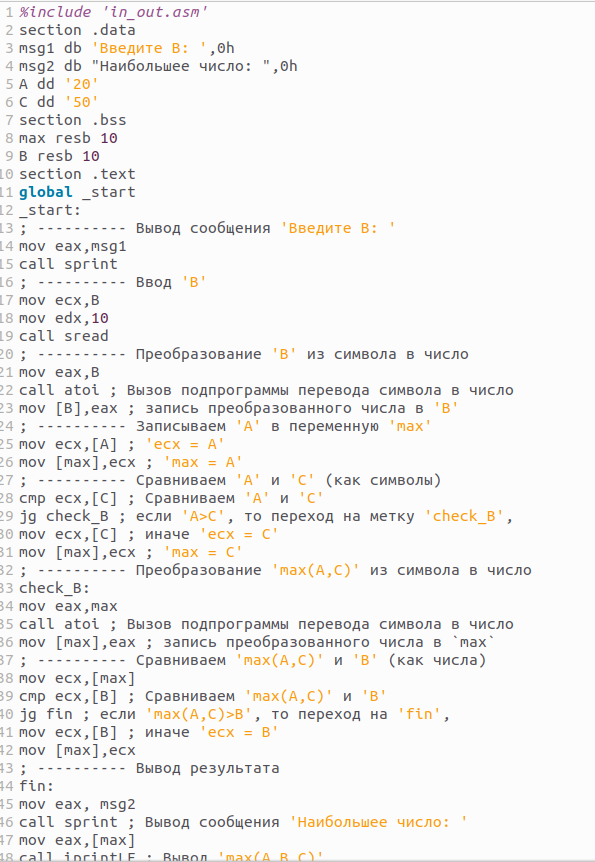 1 %include 'in_out.asm'
2 section .data
3 msg1 db 'Введите B: ',0h
4 msg2 db "Наибольшее число: ",0h
5 A dd '20'
6 C dd '50'
7 section .bss
8 max resb 10
9 B resb 10
10 section .text
11 global _start
12 _start:
13 ; ---------- Вывод сообщения 'Введите B: '
14 mov eax,msg1
15 call sprint
16 ; ---------- Ввод 'B'
17 mov ecx,B
18 mov edx,10
19 call sread
20 ; ---------- Преобразование 'B' из символа в число
21 mov eax,B
22 call atoi ; Вызов подпрограммы перевода символа в число
23 mov [B],eax ; запись преобразованного числа в 'B'
24 ; ---------- Записываем 'A' в переменную 'max'
25 mov ecx,[A] ; 'ecx = A'
26 mov [max],ecx ; 'max = A'
27 ; ---------- Сравниваем 'A' и 'C' (как символы)
28 cmp ecx,[C] ; Сравниваем 'A' и 'C'
29 jg check_B ; если 'A>C', то переход на метку 'check_B',
30 mov ecx,[C] ; иначе 'ecx = C'
31 mov [max],ecx ; 'max = C'
32 ; ---------- Преобразование 'max(A,C)' из символа в число
33 check_B:
34 mov eax,max
35 call atoi ; Вызов подпрограммы перевода символа в число
36 mov [max],eax ; запись преобразованного числа в `max`
37 ; ---------- Сравниваем 'max(A,C)' и 'B' (как числа)
38 mov ecx,[max]
39 cmp ecx,[B] ; Сравниваем 'max(A,C)' и 'B'
40 jg fin ; если 'max(A,C)>B', то переход на 'fin',
41 mov ecx,[B] ; иначе 'ecx = B'
42 mov [max],ecx
43 ; ---------- Вывод результата
44 fin:
45 mov eax, msg2
46 call sprint ; Вывод сообщения 'Наибольшее число: '
47 mov eax,[max]
48 call iprintLF ; Вывод 'max(A,B,C)'